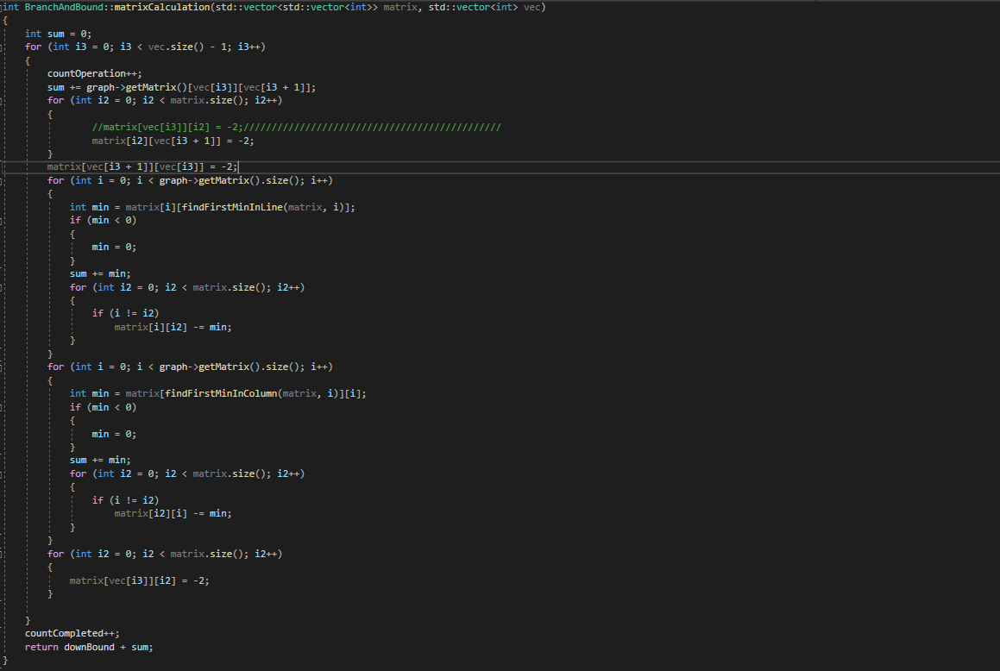 int BranchAndBound::matrixCalculation(std::vector<std::vector<int>> matrix, std::vector<int> vec)
{
    int sum = 0;
    for (int i3 = 0; i3 < vec.size() - 1; i3++)
    {
        countOperation++;
        sum += graph->getMatrix()[vec[i3]][vec[i3 + 1]];
        for (int i2 = 0; i2 < matrix.size(); i2++)
        {
                //matrix[vec[i3]][i2] = -2;//////////////////////////////////////////////
                matrix[i2][vec[i3 + 1]] = -2;
        }
        matrix[vec[i3 + 1]][vec[i3]] = -2;
        for (int i = 0; i < graph->getMatrix().size(); i++)
        {
            int min = matrix[i][findFirstMinInLine(matrix, i)];
            if (min < 0)
            {
                min = 0;
            }
            sum += min;
            for (int i2 = 0; i2 < matrix.size(); i2++)
            {
                if (i != i2)
                    matrix[i][i2] -= min;
            }
        }
        for (int i = 0; i < graph->getMatrix().size(); i++)
        {
            int min = matrix[findFirstMinInColumn(matrix, i)][i];
            if (min < 0)
            {
                min = 0;
            }
            sum += min;
            for (int i2 = 0; i2 < matrix.size(); i2++)
            {
                if (i != i2)
                    matrix[i2][i] -= min;
            }
        }
        for (int i2 = 0; i2 < matrix.size(); i2++)
        {
            matrix[vec[i3]][i2] = -2;
        }

    }
    countCompleted++;
    return downBound + sum;
}